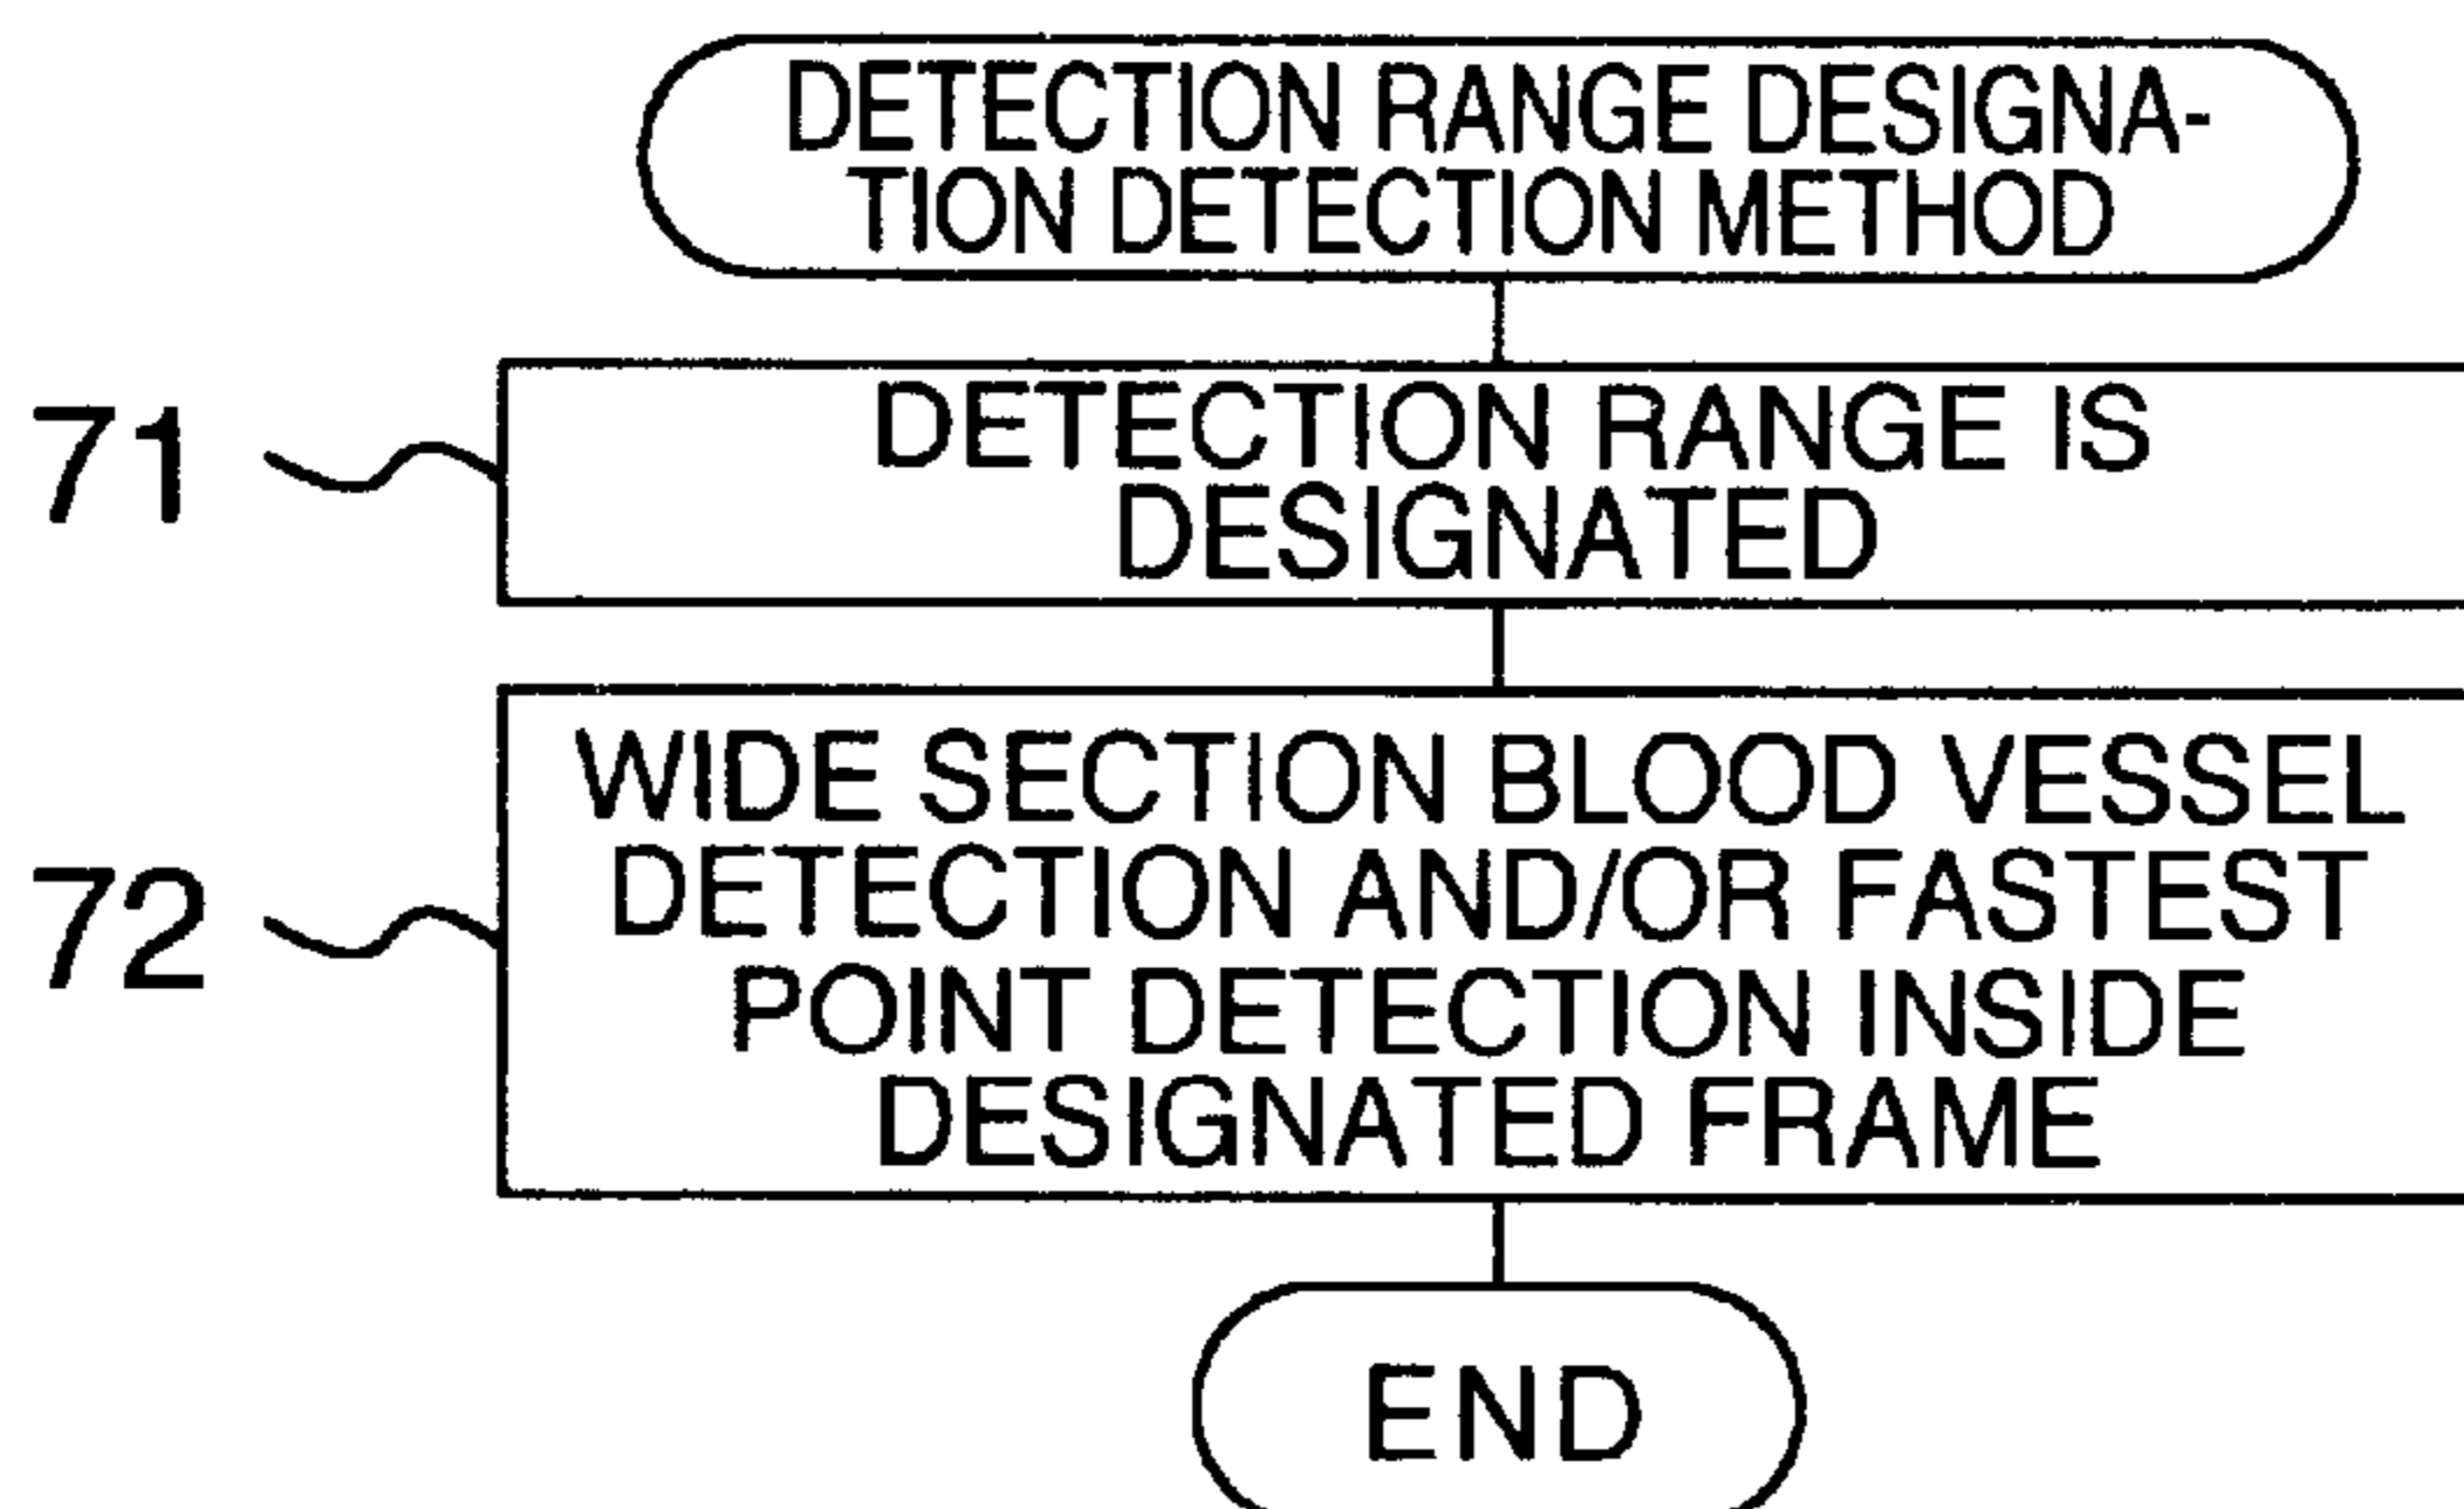 DETECTION RANGE DESIGNA-
TION DETECTION METHOD
71
DETECTION RANGE IS
DESIGNATED
72
WIDE SECTION BLOOD VESSEL
DETECTION AND/OR FASTEST
POINT DETECTION INSIDE
DESIGNATED FRAME
END